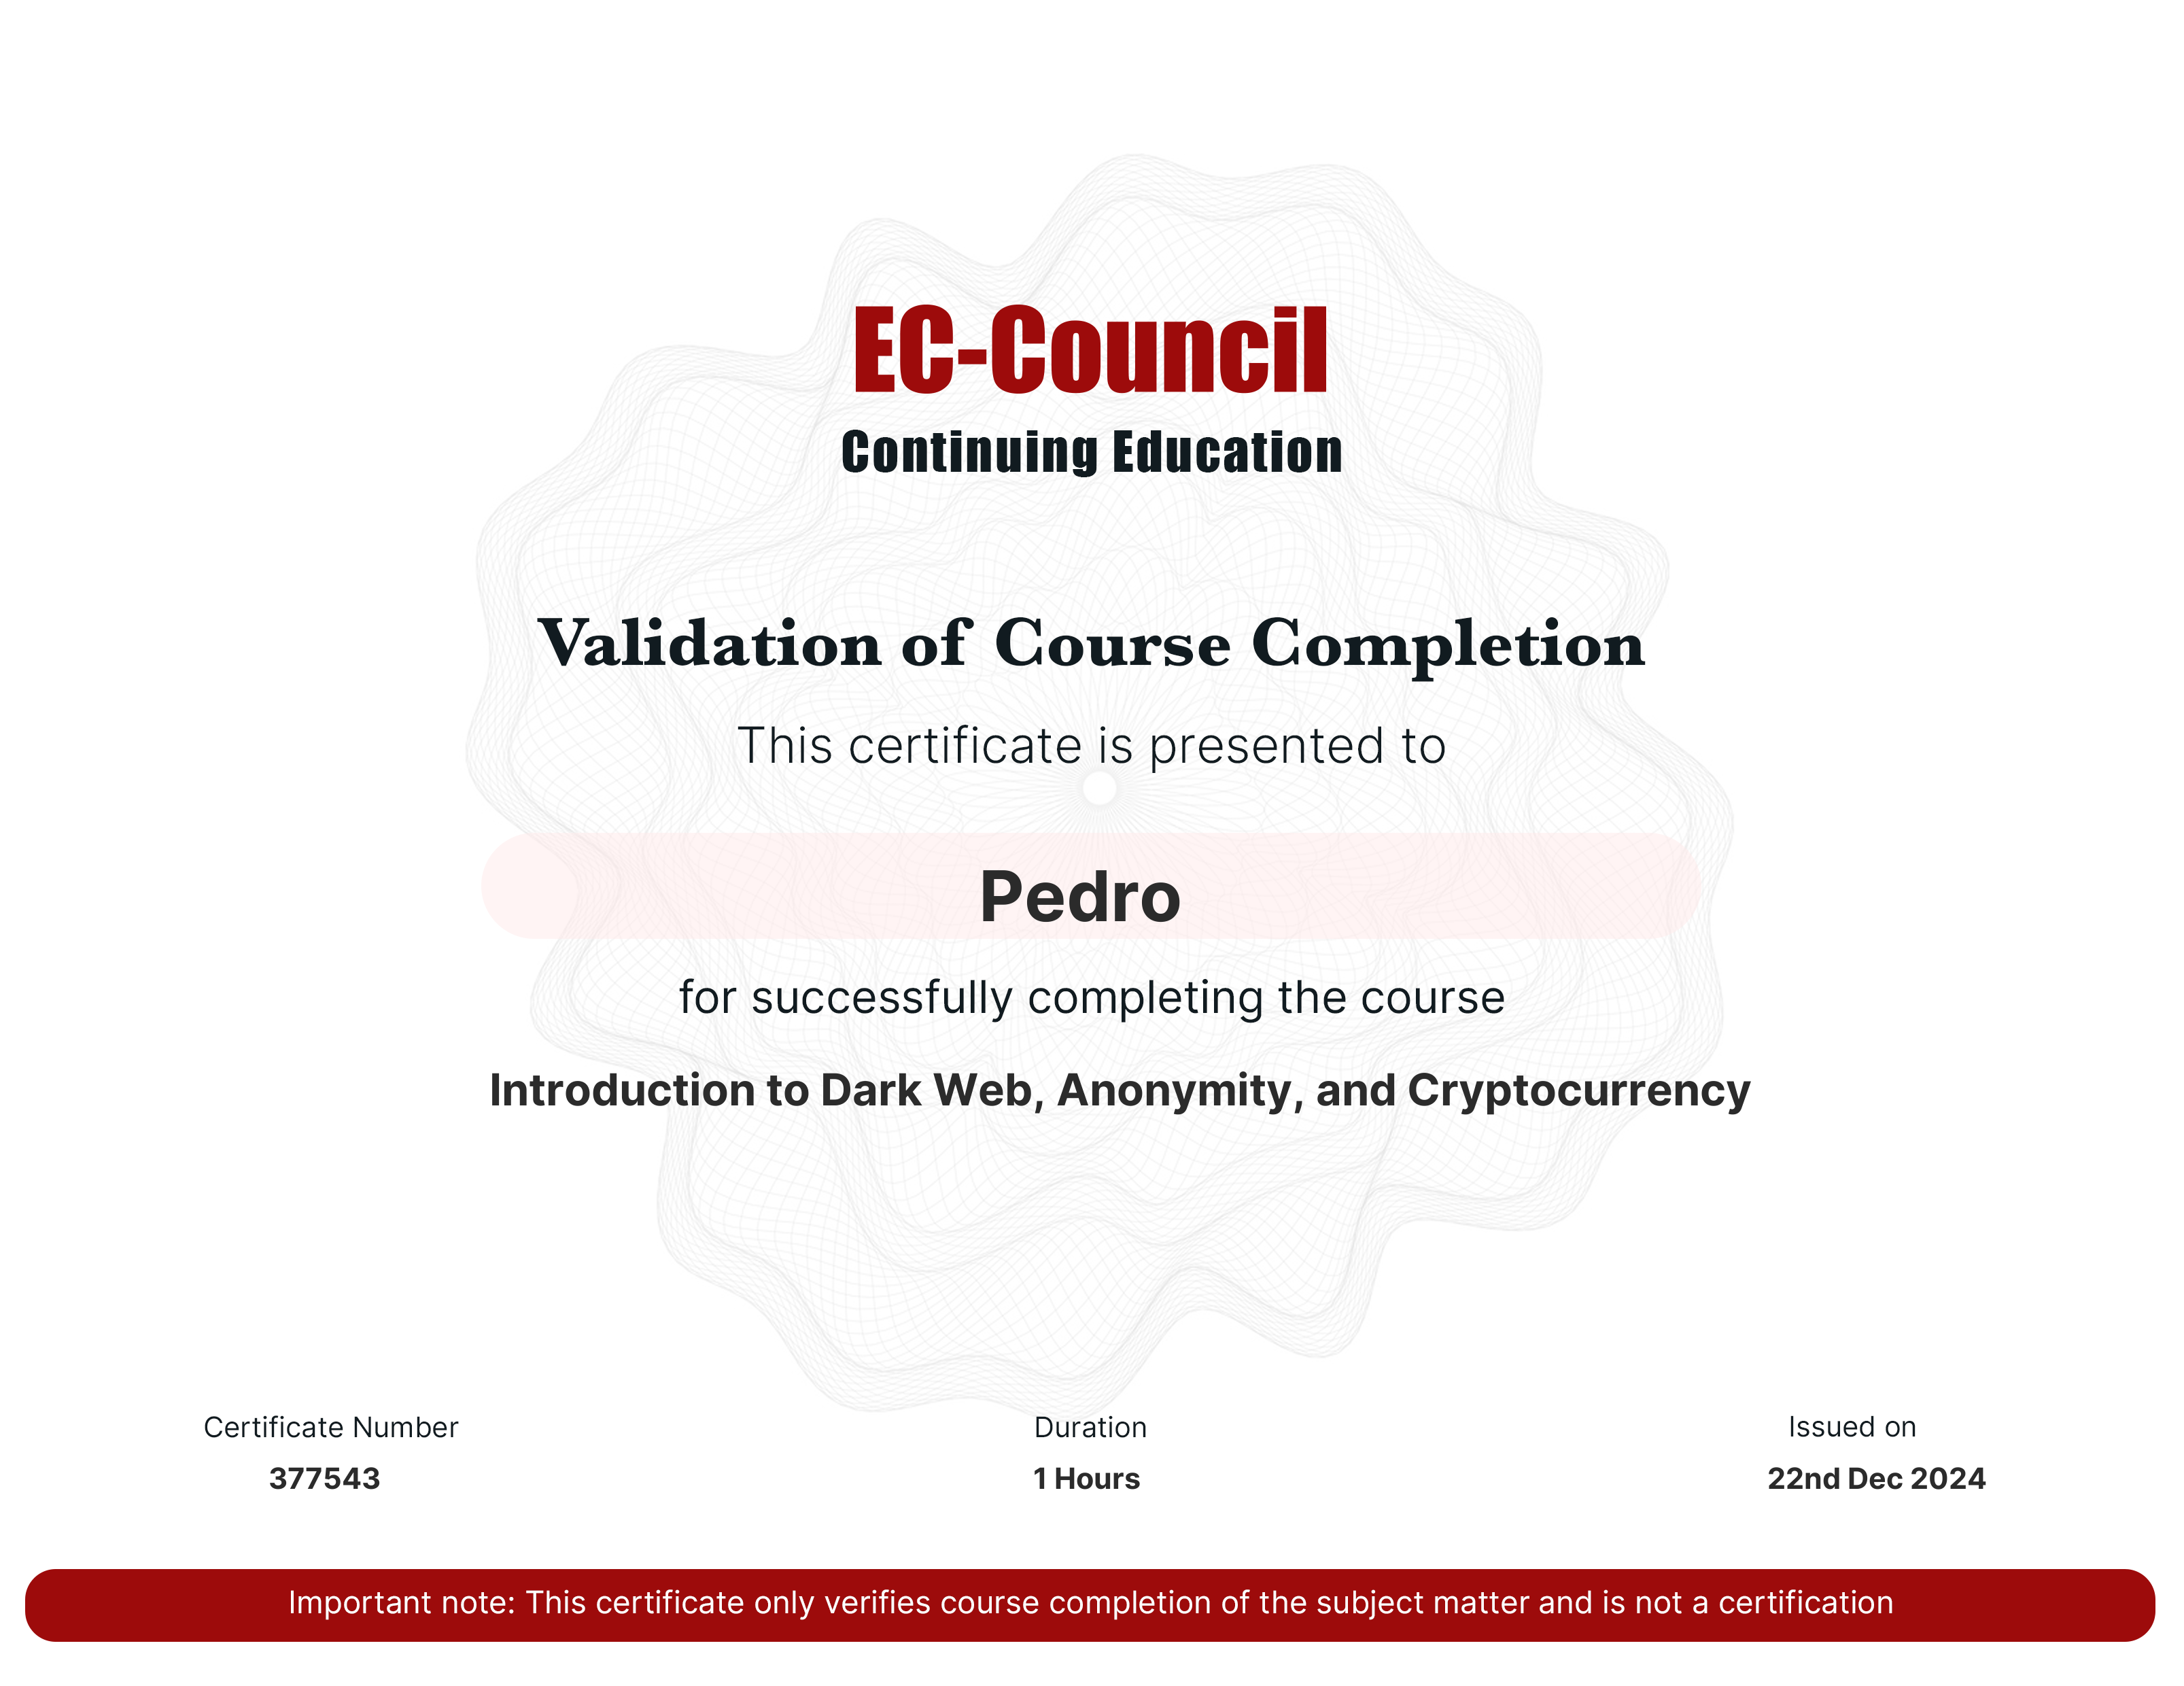 EC-Council
Continuing Education
Validation of Course Completion
This certificate is presented to
Pedro
for successfully completing the course
Introduction to Dark Web, Anonymity, and Cryptocurrency
Certificate Number
377543
Duration
1 Hours
Issued on
22nd Dec 2024
Important note: This certificate only verifies course completion of the subject matter and is not a certification